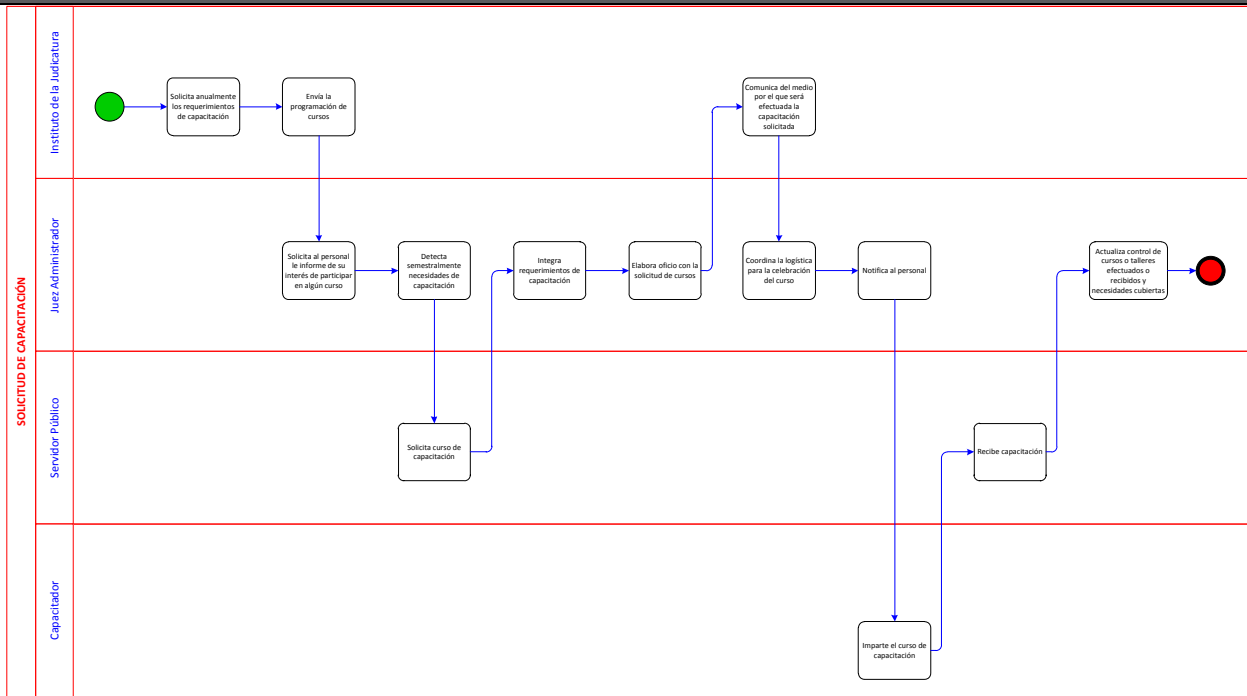 SOLICITUD DE CAPACITACIÓN
Instituto de la Judicatura
Solicita anualmente
los requerimientos
de capacitación
Envía la
programación de
cursos
Comunica del medio
por el que será
efectuada la
capacitación
solicitada
Juez Administrador
Solicita al personal
le informe de su
interés de participar
en algún curso
Detecta
semestralmente
necesidades de
capacitación
Integra
requerimientos de
capacitación
Elabora oficio con la
solicitud de cursos
Coordina la logística
para la celebración
del curso
Notifica al personal
Actualiza control de
cursos o talleres
efectuados o
recibidos y
necesidades cubiertas
Servidor Público
Solicita curso de
capacitación
Recibe capacitación
Capacitador
Imparte el curso de
capacitación